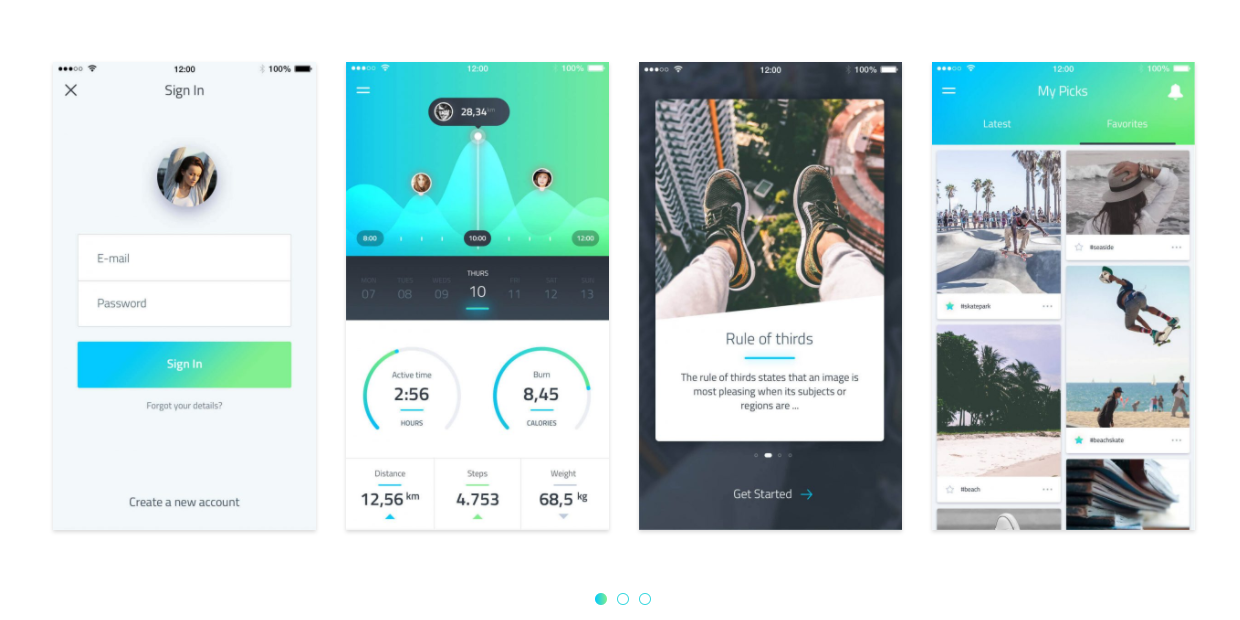 12:00
100%
Sign In
E-mail
Password
Sign In
Forgot your details?
Create a new account
12:00
100%
28,34 km
8:00
10:00
12:00
MON TUES WEDS THURS FRI SAT SUN
07 08 09 10 11 12 13
Active time
2:56
HOURS
Burn
8,45
CALORIES
Distance
12,56 km
Steps
4.753
Weight
68,5 kg
12:00
100%
Rule of thirds
The rule of thirds states that an image is
most pleasing when its subjects or
regions are ...
Get Started
12:00
100%
My Picks
Latest
Favorites
#skatepark
#seaside
#beach
#beachskate